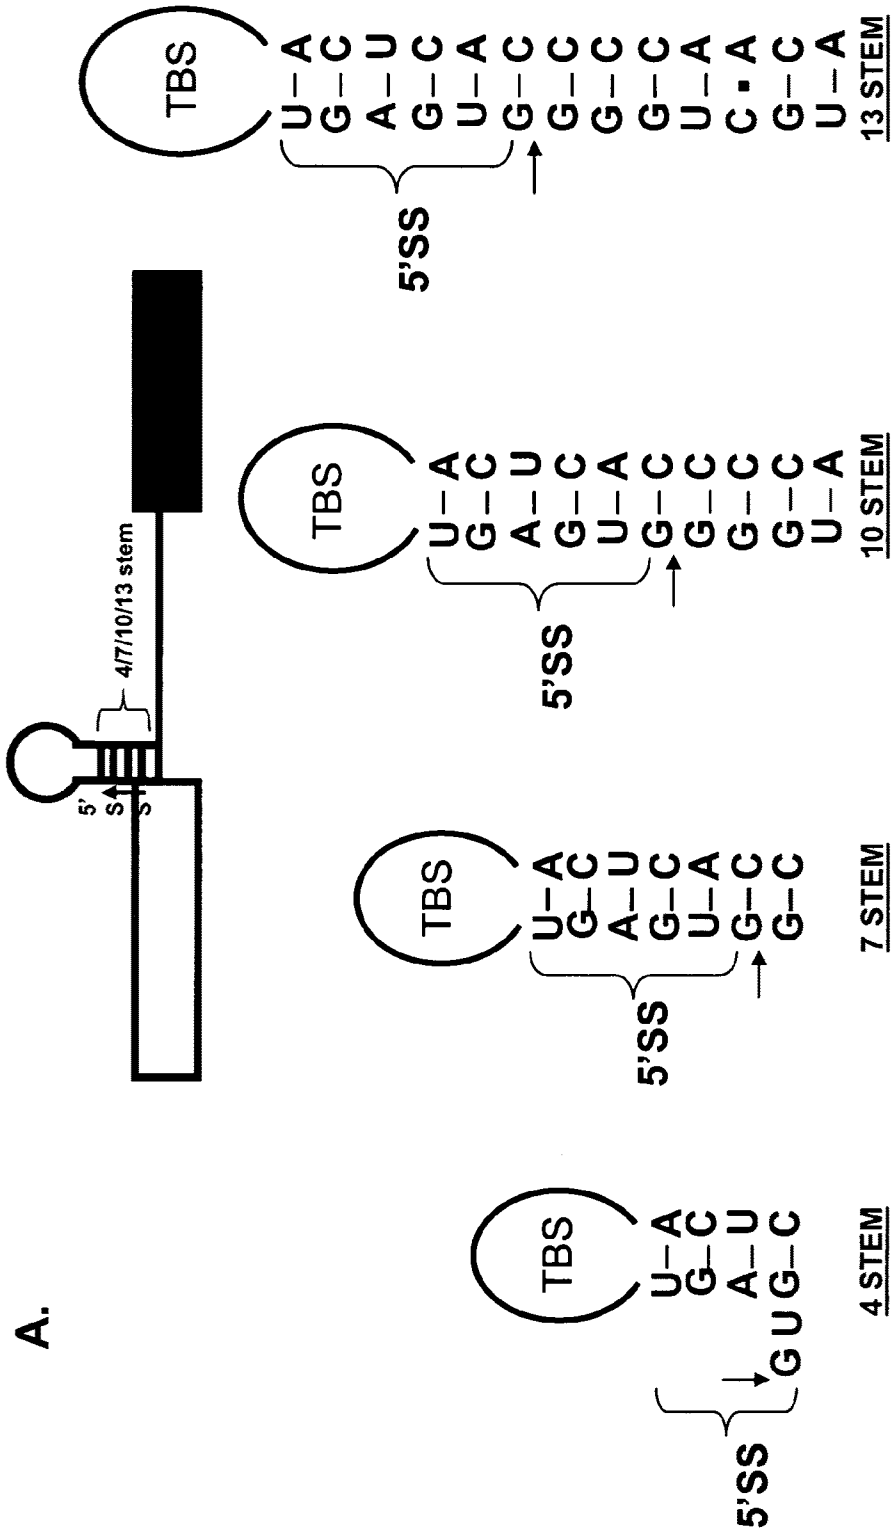 A.
5'
S
S
4/7/10/13 stem
TBS
5'SS
U–A
G–C
A–U
G U G–C
4 STEM
TBS
5'SS
U–A
G–C
A–U
G–C
U–A
G–C
G–C
7 STEM
TBS
5'SS
U–A
G–C
A–U
G–C
U–A
G–C
G–C
G–C
G–C
U–A
10 STEM
TBS
5'SS
U–A
G–C
A–U
G–C
U–A
G–C
G–C
G–C
G–C
U–A
C▪A
G–C
U–A
13 STEM